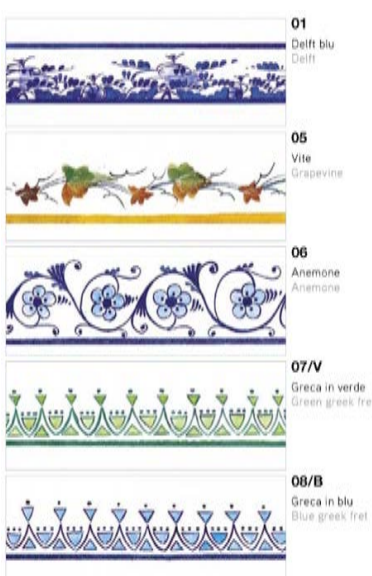 01
Delft blu
Delft
05
Vite
Grapevine
06
Anemone
Anemone
07/V
Greca in verde
Green greek fre
08/B
Greca in blu
Blue greek fret